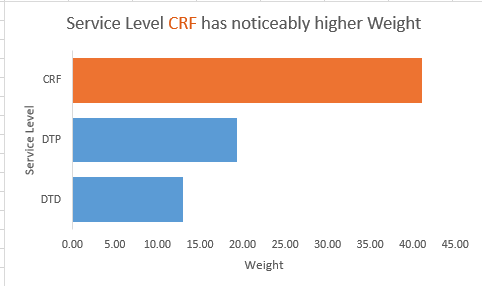 Service Level CRF has noticeably higher Weight
CRF
DTP
DTD
Service Level
0.00 5.00 10.00 15.00 20.00 25.00 30.00 35.00 40.00 45.00
Weight